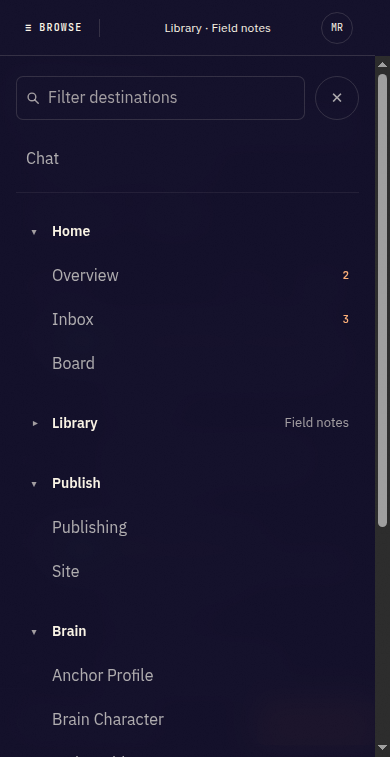 ≡ BROWSE
Library · Field notes
MR
Filter destinations
✕
Chat
▾ Home
Overview 2
Inbox 3
Board
▸ Library Field notes
▾ Publish
Publishing
Site
▾ Brain
Anchor Profile
Brain Character